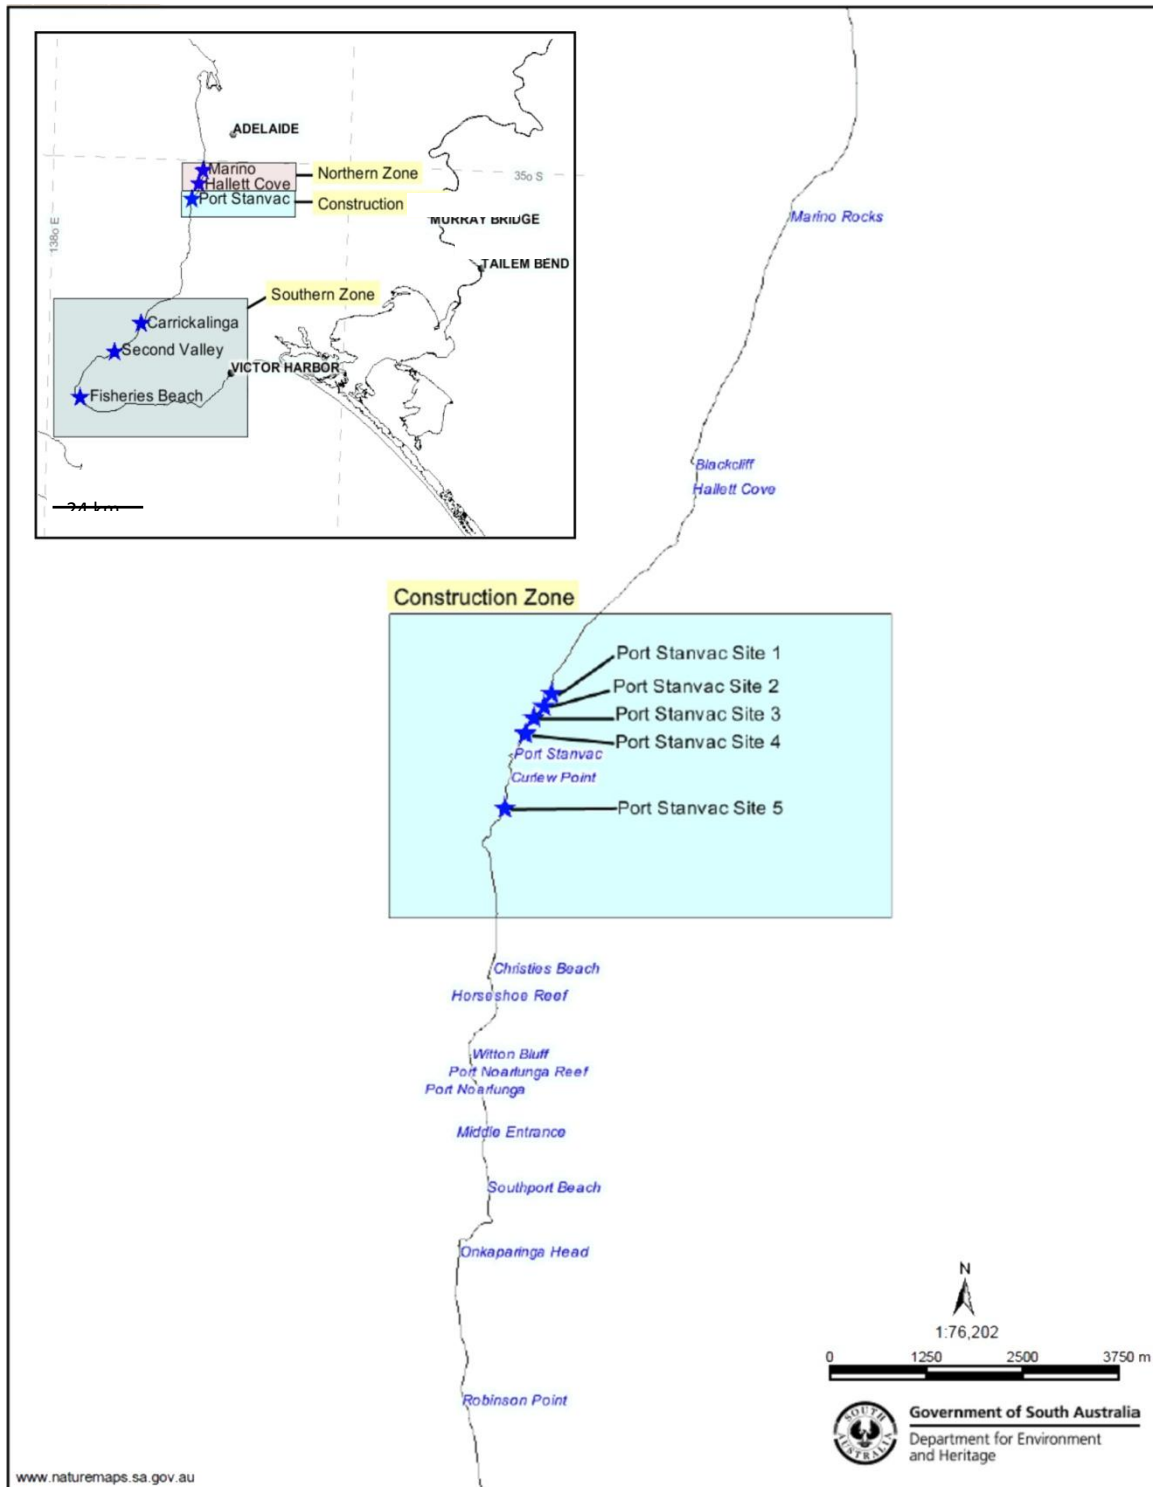 ADELAIDE
Marino
Hallett Cove
Port Stanvac
Northern Zone
Construction
35o S
138o E
MURRAY BRIDGE
TAILEM BEND
Southern Zone
Carrickalinga
Second Valley
VICTOR HARBOR
Fisheries Beach
24 km
Marino Rocks
Blackcliff
Hallett Cove
Construction Zone
Port Stanvac Site 1
Port Stanvac Site 2
Port Stanvac Site 3
Port Stanvac Site 4
Port Stanvac
Curlew Point
Port Stanvac Site 5
Christies Beach
Horseshoe Reef
Witton Bluff
Port Noarlunga Reef
Port Noarlunga
Middle Entrance
Southport Beach
Onkaparinga Head
Robinson Point
N
1:76,202
0 1250 2500 3750 m
SOUTH AUSTRALIA
Government of South Australia
Department for Environment
and Heritage
www.naturemaps.sa.gov.au